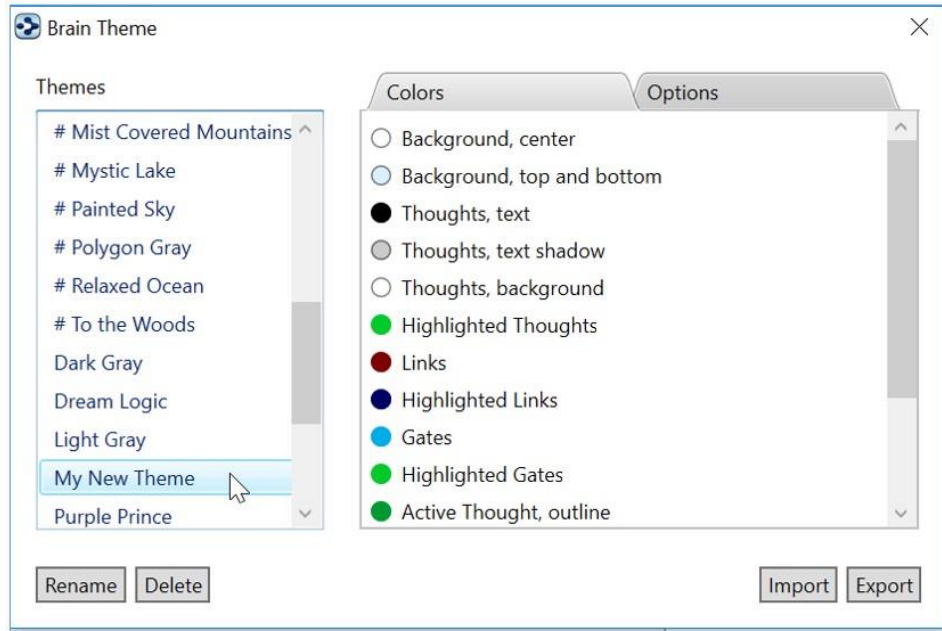 Brain Theme
Themes
# Mist Covered Mountains
# Mystic Lake
# Painted Sky
# Polygon Gray
# Relaxed Ocean
# To the Woods
Dark Gray
Dream Logic
Light Gray
My New Theme
Purple Prince
Rename
Delete
Colors
Options
Background, center
Background, top and bottom
Thoughts, text
Thoughts, text shadow
Thoughts, background
Highlighted Thoughts
Links
Highlighted Links
Gates
Highlighted Gates
Active Thought, outline
Import
Export